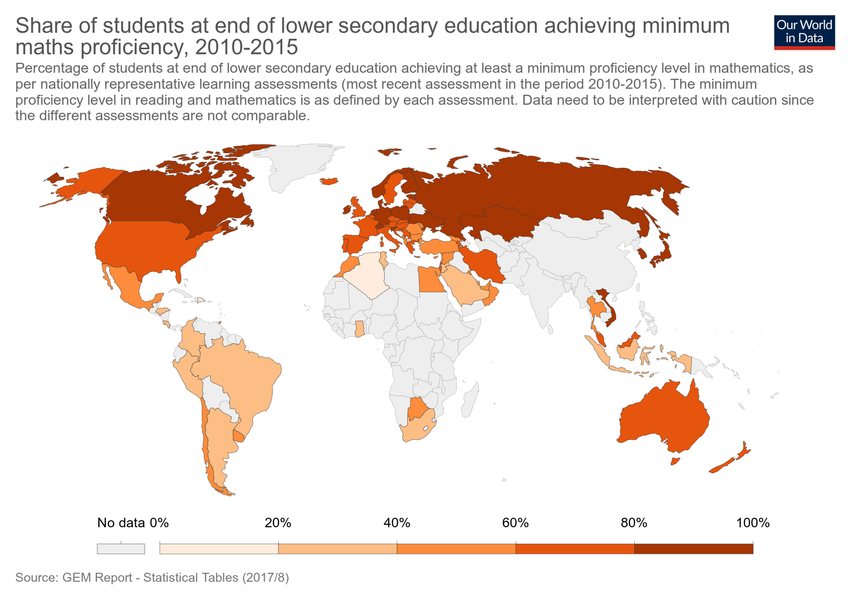 Share of students at end of lower secondary education achieving minimum
maths proficiency, 2010-2015
Our World
in Data
Percentage of students at end of lower secondary education achieving at least a minimum proficiency level in mathematics, as
per nationally representative learning assessments (most recent assessment in the period 2010-2015). The minimum
proficiency level in reading and mathematics is as defined by each assessment. Data need to be interpreted with caution since
the different assessments are not comparable.
No data 0% 20% 40% 60% 80% 100%
Source: GEM Report - Statistical Tables (2017/8)